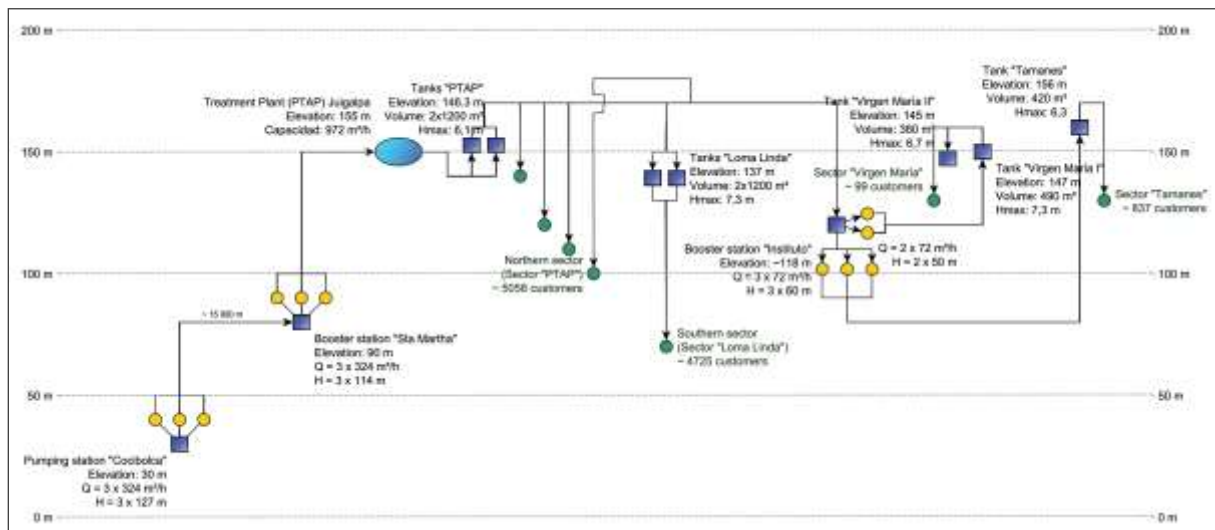 200 m
200 m
150 m
150 m
100 m
100 m
50 m
50 m
0 m
0 m
Treatment Plant (PTAP) Juigalpa
Elevation: 155 m
Capacidad: 972 m³/h
Tanks "PTAP"
Elevation: 146,3 m
Volume: 2x1200 m³
Hmax: 6,1 m
Tanks "Loma Linda"
Elevation: 137 m
Volume: 2x1200 m³
Hmax: 7,3 m
Tank "Virgen Maria II"
Elevation: 145 m
Volume: 360 m³
Hmax: 6,7 m
Tank "Tamanes"
Elevation: 156 m
Volume: 420 m³
Hmax: 6,3
Sector "Virgen Maria"
~ 99 customers
Tank "Virgen Maria I"
Elevation: 147 m
Volume: 490 m³
Hmax: 7,3 m
Sector "Tamanes"
~ 837 customers
Northern sector
(Sector "PTAP")
~ 5056 customers
Booster station "Instituto"
Elevation: ~118 m
Q = 3 x 72 m³/h
H = 3 x 60 m
Q = 2 x 72 m³/h
H = 2 x 50 m
Southern sector
(Sector "Loma Linda")
~ 4725 customers
Booster station "Sta Martha"
Elevation: 90 m
Q = 3 x 324 m³/h
H = 3 x 114 m
Pumping station "Cocibolca"
Elevation: 30 m
Q = 3 x 324 m³/h
H = 3 x 127 m